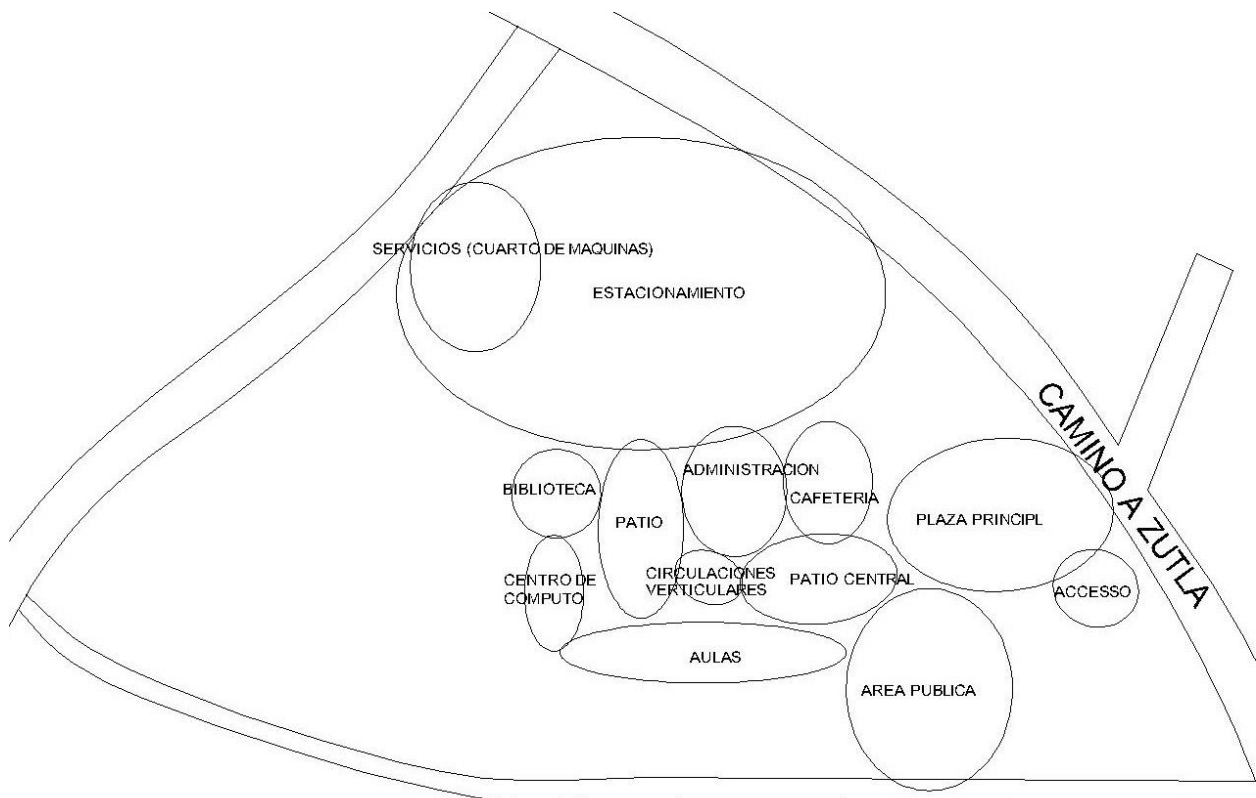 SERVICIOS (CUARTO DE MAQUINAS)
ESTACIONAMIENTO
CAMINO A ZUTLA
ADMINISTRACION
BIBLIOTECA
CAFETERIA
PATIO
PLAZA PRINCIPL
CENTRO DE
COMPUTO
CIRCULACIONES
VERTICULARES
PATIO CENTRAL
ACCESSO
AULAS
AREA PUBLICA